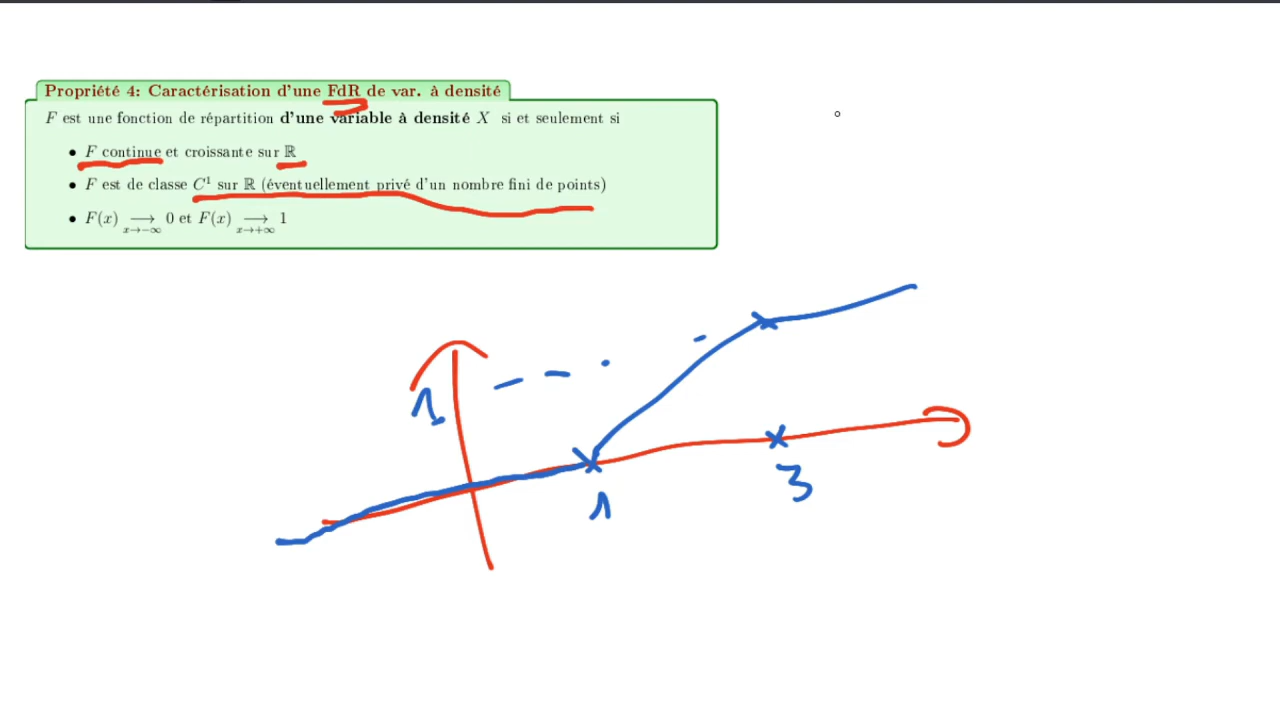 Propriété 4: Caractérisation d'une FdR de var. à densité
F est une fonction de répartition d'une variable à densité X si et seulement si
• F continue et croissante sur ℝ
• F est de classe C¹ sur ℝ (éventuellement privé d'un nombre fini de points)
• F(x) ⟶ 0 et F(x) ⟶ 1
x→−∞ x→+∞
1
1
3